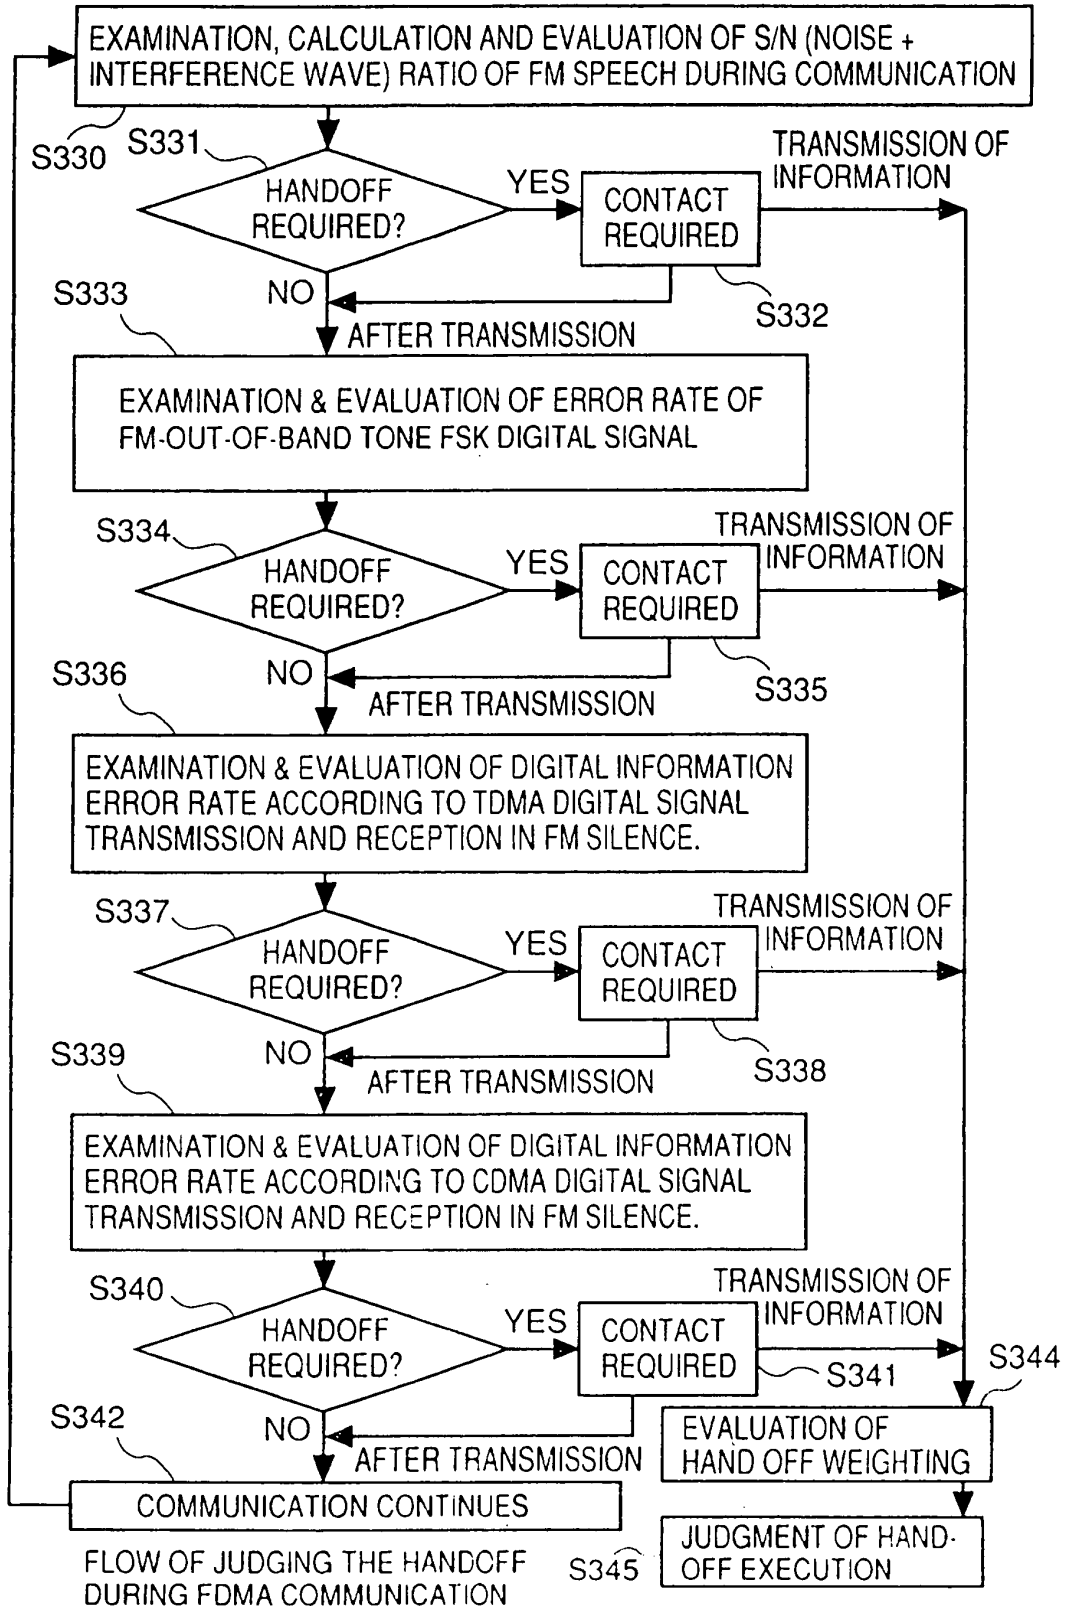 EXAMINATION, CALCULATION AND EVALUATION OF S/N (NOISE +
INTERFERENCE WAVE) RATIO OF FM SPEECH DURING COMMUNICATION
S330
S331
HANDOFF
REQUIRED?
YES
CONTACT
REQUIRED
TRANSMISSION OF
INFORMATION
S332
NO
AFTER TRANSMISSION
S333
EXAMINATION & EVALUATION OF ERROR RATE OF
FM-OUT-OF-BAND TONE FSK DIGITAL SIGNAL
S334
HANDOFF
REQUIRED?
YES
CONTACT
REQUIRED
TRANSMISSION OF
INFORMATION
S335
NO
AFTER TRANSMISSION
S336
EXAMINATION & EVALUATION OF DIGITAL INFORMATION
ERROR RATE ACCORDING TO TDMA DIGITAL SIGNAL
TRANSMISSION AND RECEPTION IN FM SILENCE.
S337
HANDOFF
REQUIRED?
YES
CONTACT
REQUIRED
TRANSMISSION OF
INFORMATION
S338
NO
AFTER TRANSMISSION
S339
EXAMINATION & EVALUATION OF DIGITAL INFORMATION
ERROR RATE ACCORDING TO CDMA DIGITAL SIGNAL
TRANSMISSION AND RECEPTION IN FM SILENCE.
S340
HANDOFF
REQUIRED?
YES
CONTACT
REQUIRED
TRANSMISSION OF
INFORMATION
S341
NO
AFTER TRANSMISSION
S342
COMMUNICATION CONTINUES
S344
EVALUATION OF
HAND OFF WEIGHTING
S345
JUDGMENT OF HAND-
OFF EXECUTION
FLOW OF JUDGING THE HANDOFF
DURING FDMA COMMUNICATION